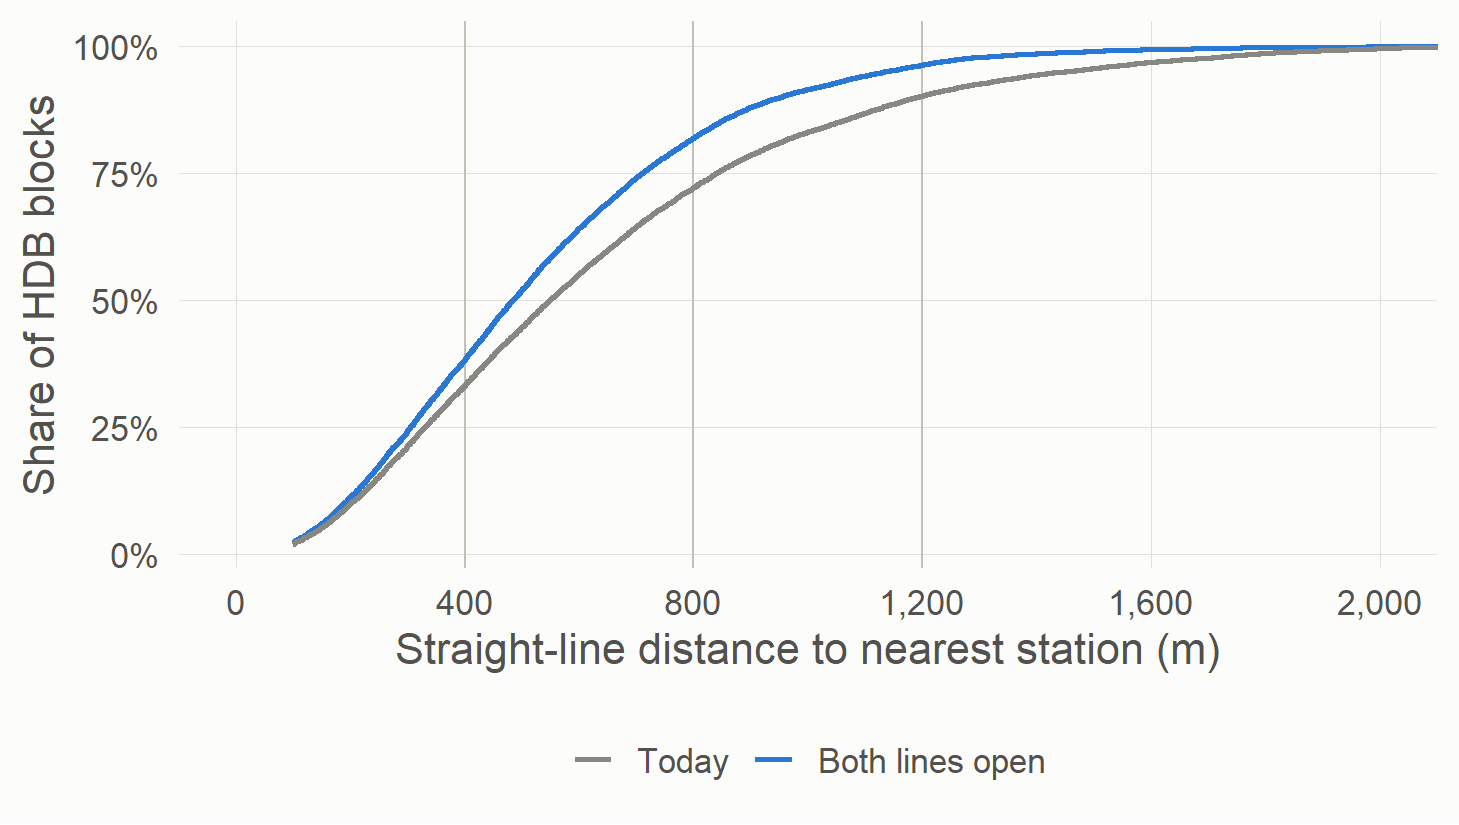 Share of HDB blocks
100%
75%
50%
25%
0%
0 400 800 1,200 1,600 2,000
Straight-line distance to nearest station (m)
Today Both lines open